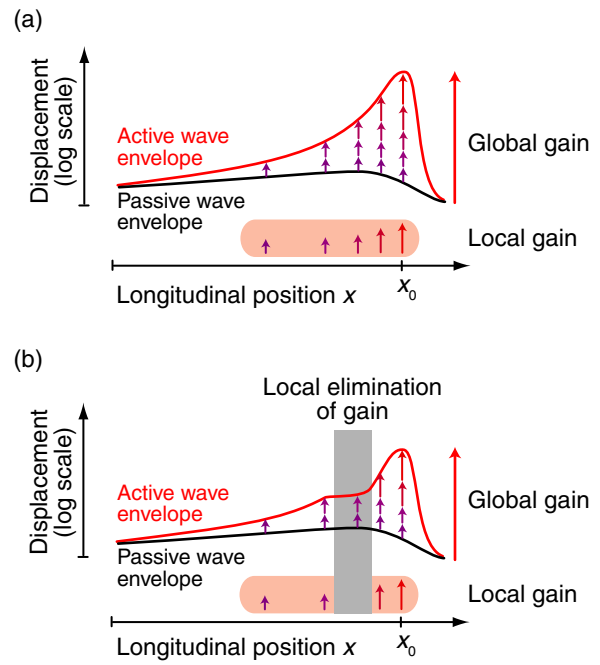 (a)
Displacement
(log scale)
Active wave
envelope
Passive wave
envelope
Global gain
Local gain
Longitudinal position x
x0
(b)
Local elimination
of gain
Displacement
(log scale)
Active wave
envelope
Passive wave
envelope
Global gain
Local gain
Longitudinal position x
x0